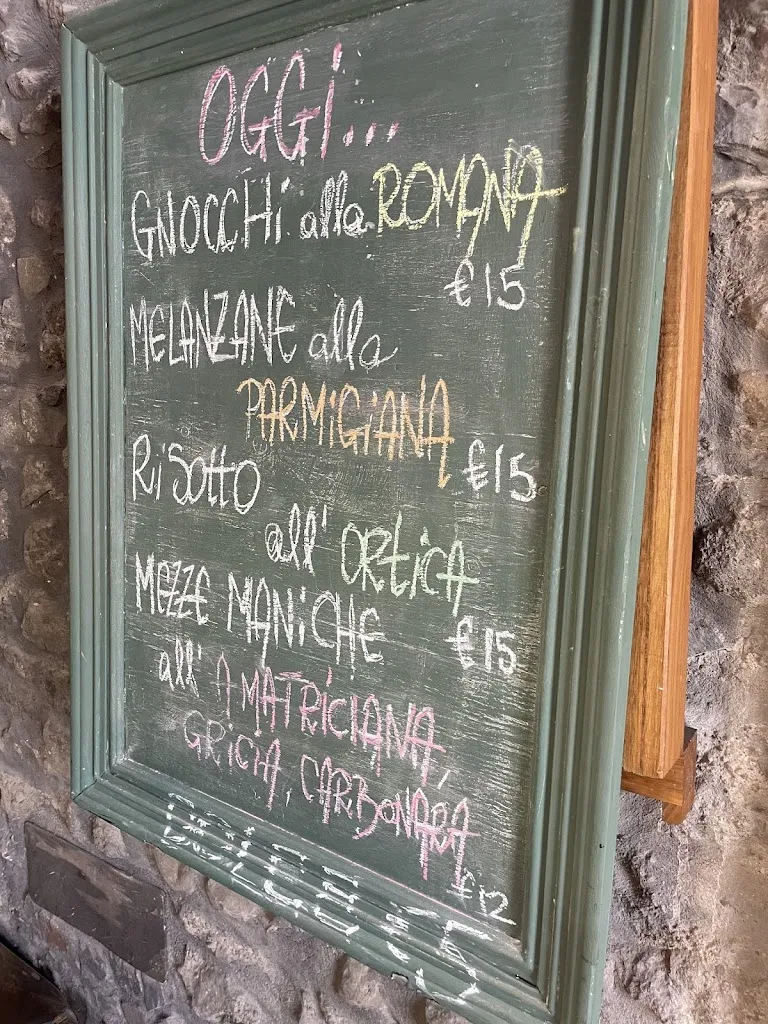 OGGI...
GNOCCHI alla ROMANA
€15
MELANZANE alla
PARMIGIANA €15
RiSOttO
all' ORtiCA
€15
MEZZE MANICHE
all' AMATRICIANA,
GRICIA, CARBONARA
€12